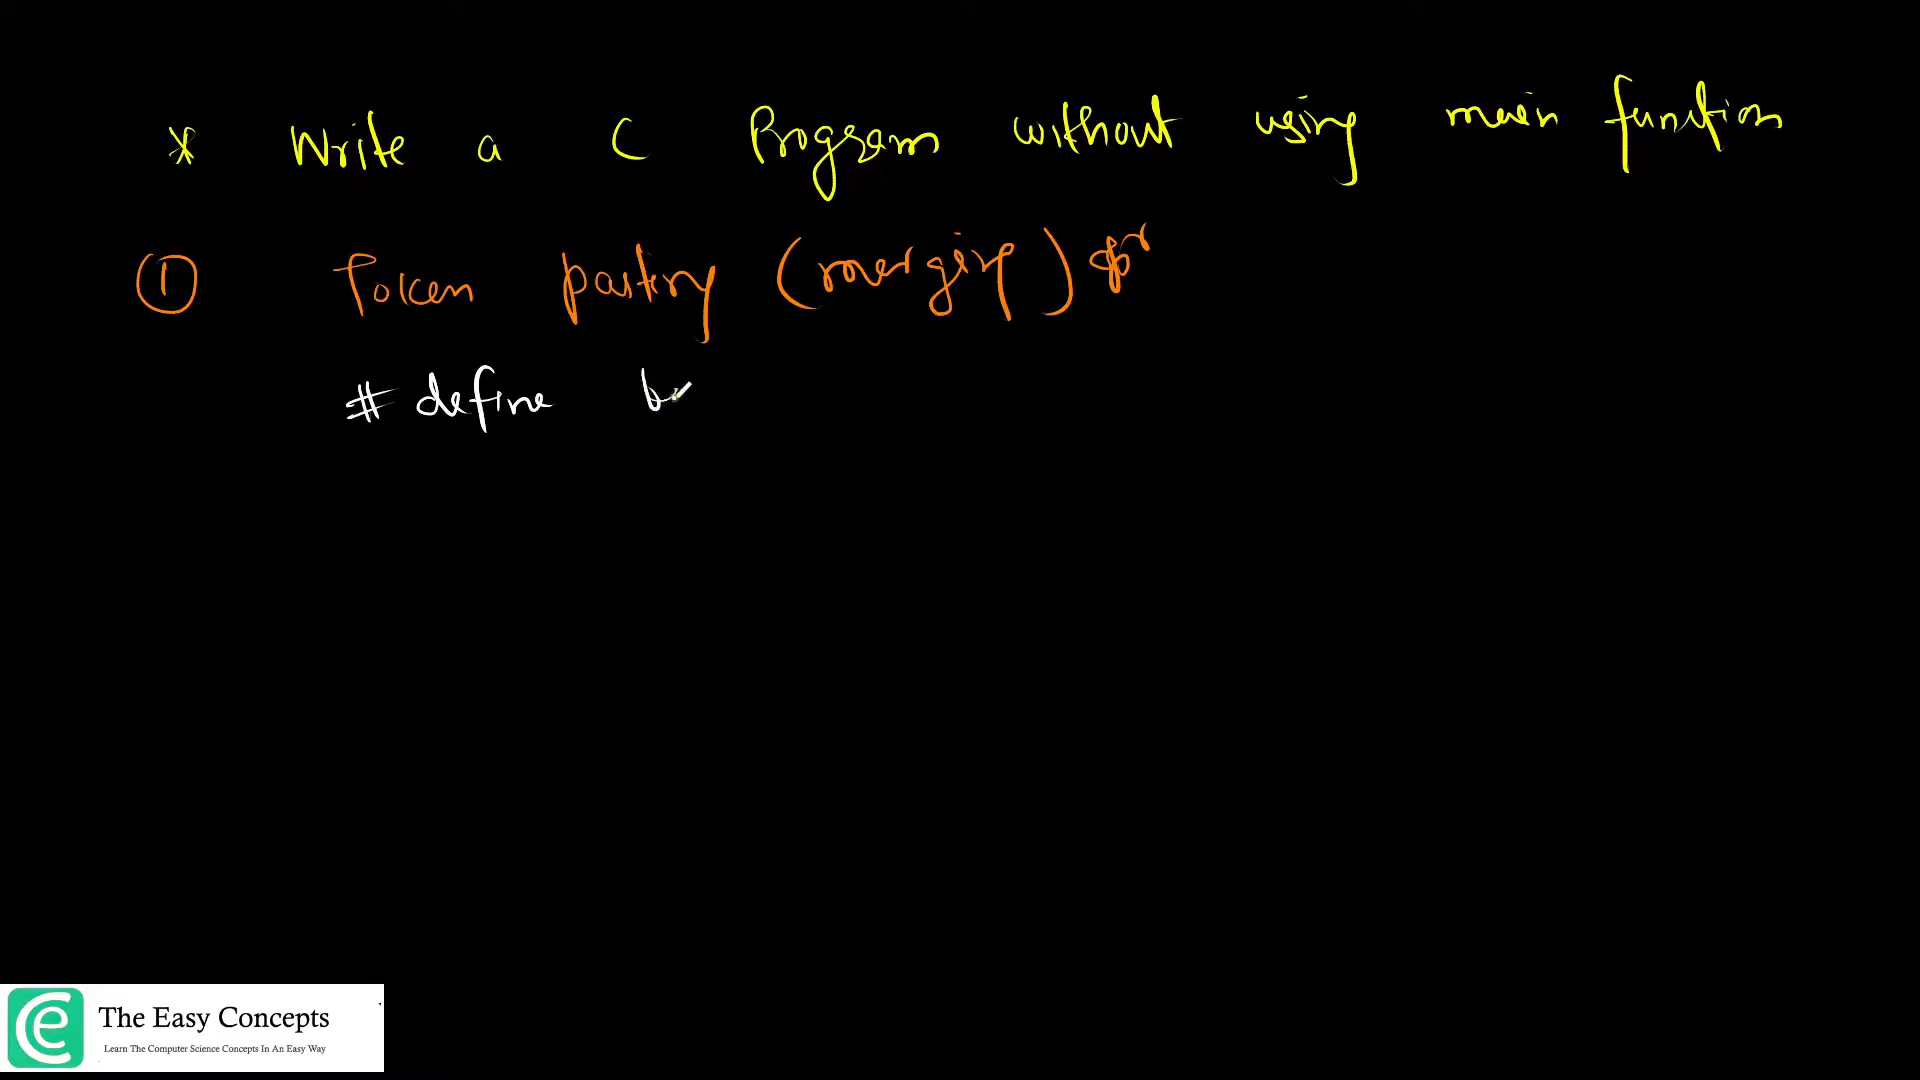 * Write a C Program without using main function
① Token pasting (merging) opr
# define b
The Easy Concepts
Learn The Computer Science Concepts In An Easy Way